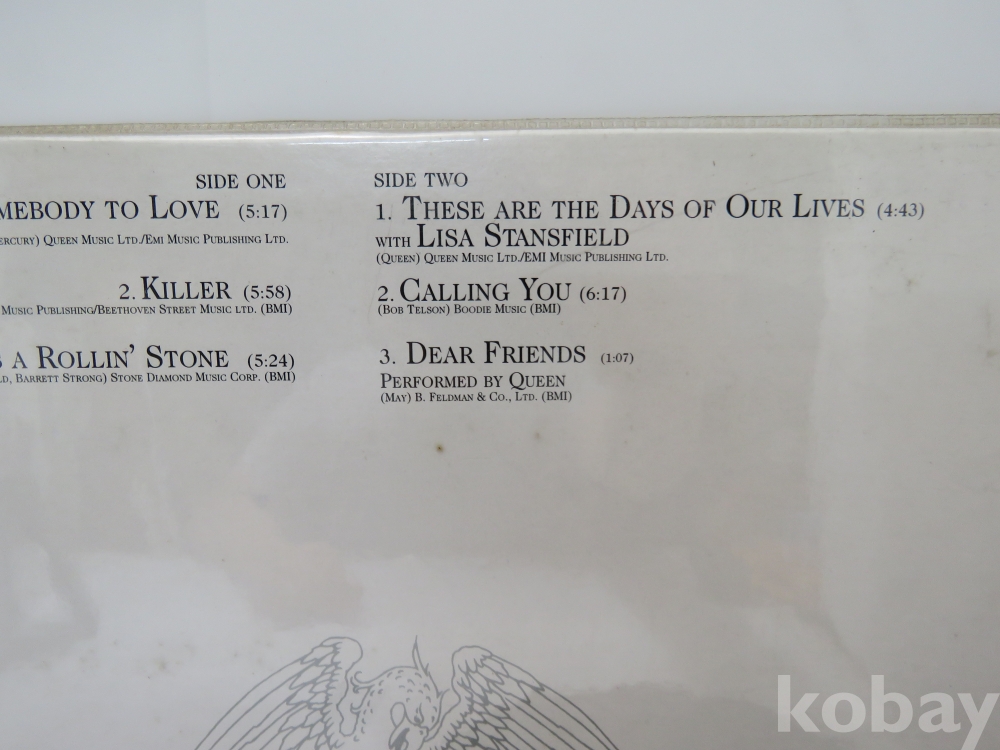 SIDE ONE
TO LOVE (5:17)
QUEEN MUSIC LTD./EMI MUSIC PUBLISHING LTD.
2. KILLER (5:58)
MUSIC PUBLISHING/BEETHOVEN STREET MUSIC LTD. (BMI)
A ROLLIN' STONE (5:24)
BARRETT STRONG) STONE DIAMOND MUSIC CORP. (BMI)
SIDE TWO
1. THESE ARE THE DAYS OF OUR LIVES (4:43)
WITH LISA STANSFIELD
(QUEEN) QUEEN MUSIC LTD./EMI MUSIC PUBLISHING LTD.
2. CALLING YOU (6:17)
(BOB TELSON) BOODIE MUSIC (BMI)
3. DEAR FRIENDS (1:07)
PERFORMED BY QUEEN
(MAY) B. FELDMAN & CO., LTD. (BMI)
kobay